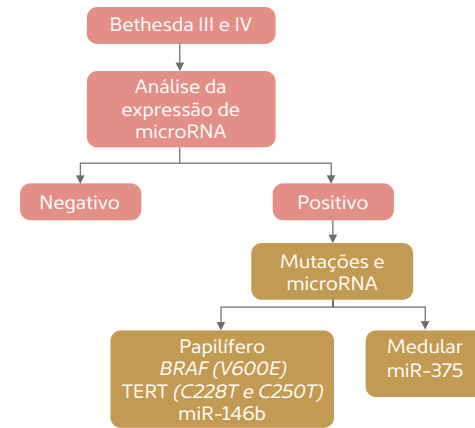 Bethesda III e IV
Análise da
expressão de
microRNA
Negativo
Positivo
Mutações e
microRNA
Papilífero
BRAF (V600E)
TERT (C228T e C250T)
miR-146b
Medular
miR-375